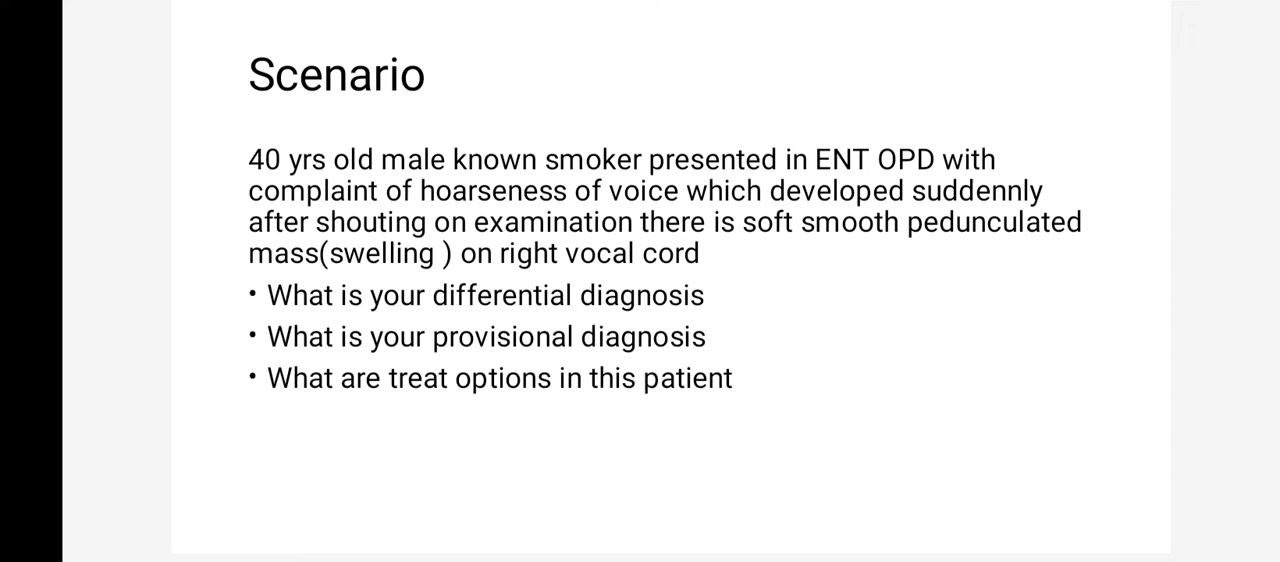 Scenario
40 yrs old male known smoker presented in ENT OPD with
complaint of hoarseness of voice which developed suddennly
after shouting on examination there is soft smooth pedunculated
mass(swelling ) on right vocal cord
• What is your differential diagnosis
• What is your provisional diagnosis
• What are treat options in this patient